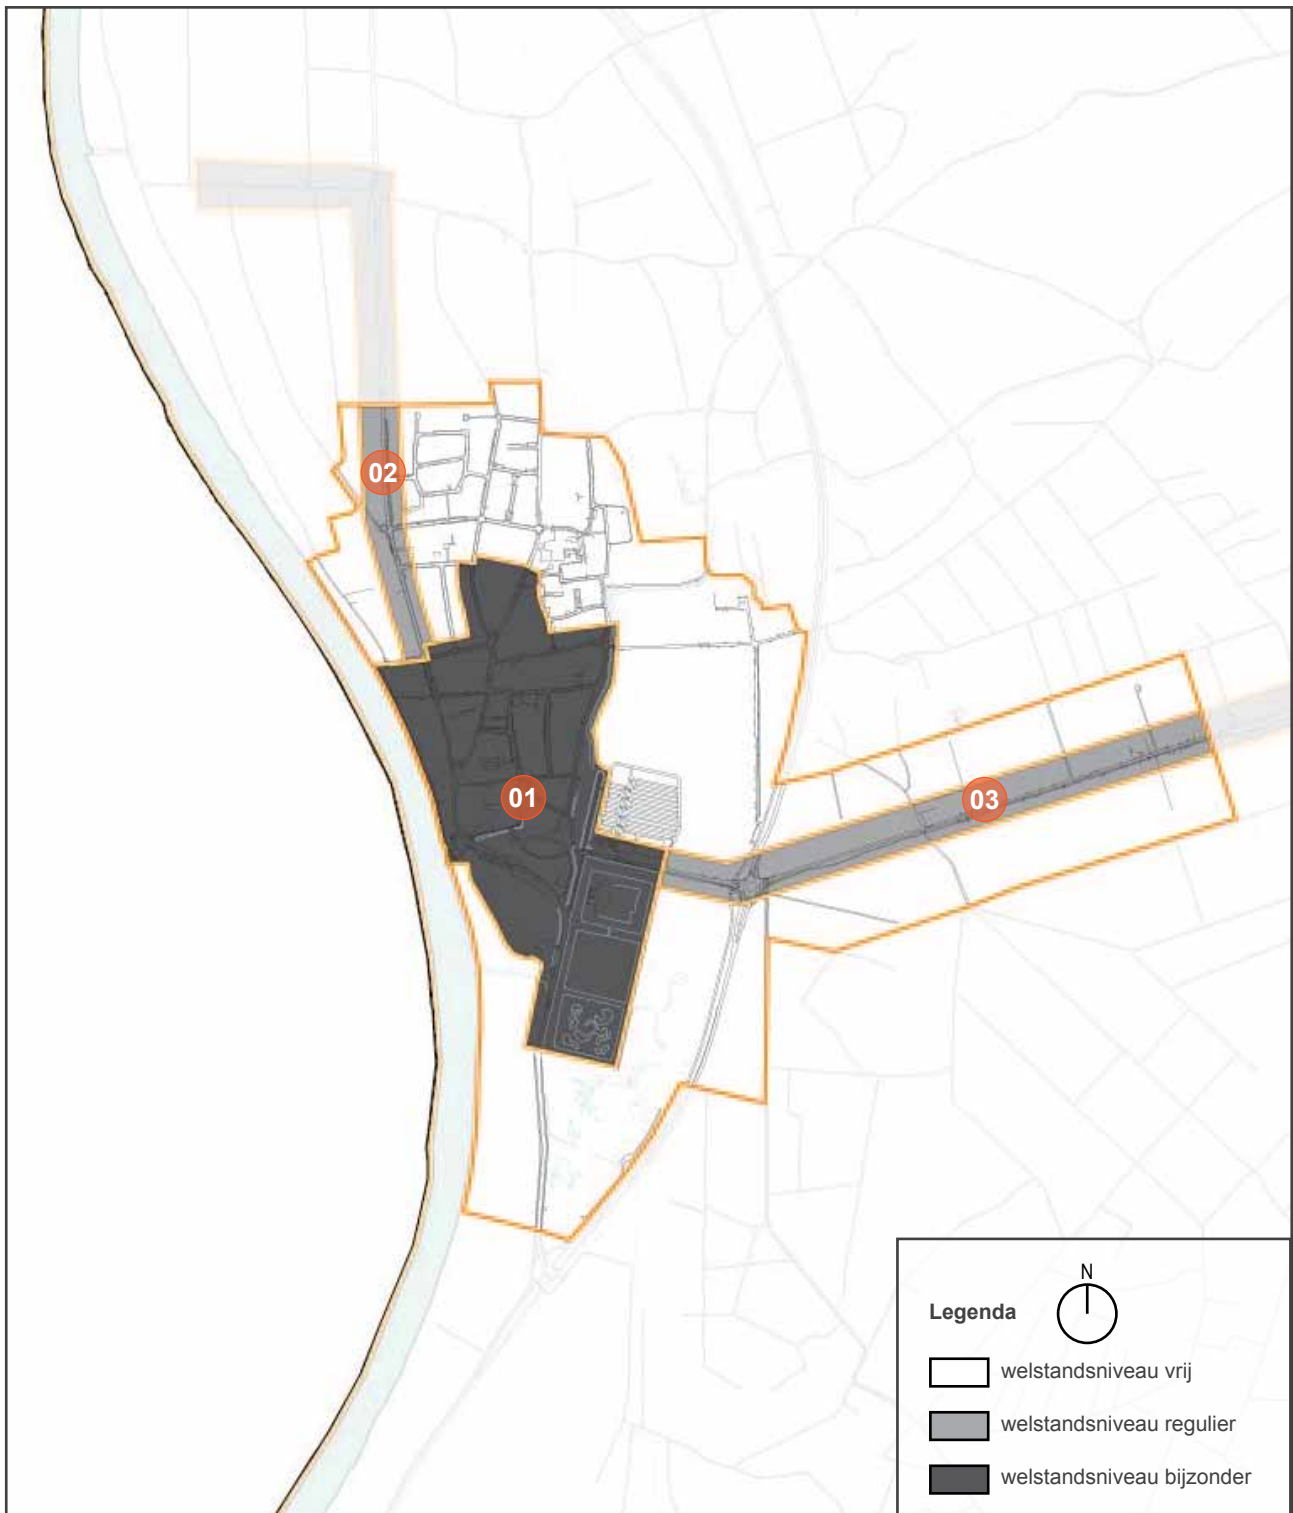 02
01
03
N
Legenda
welstandsniveau vrij
welstandsniveau regulier
welstandsniveau bijzonder